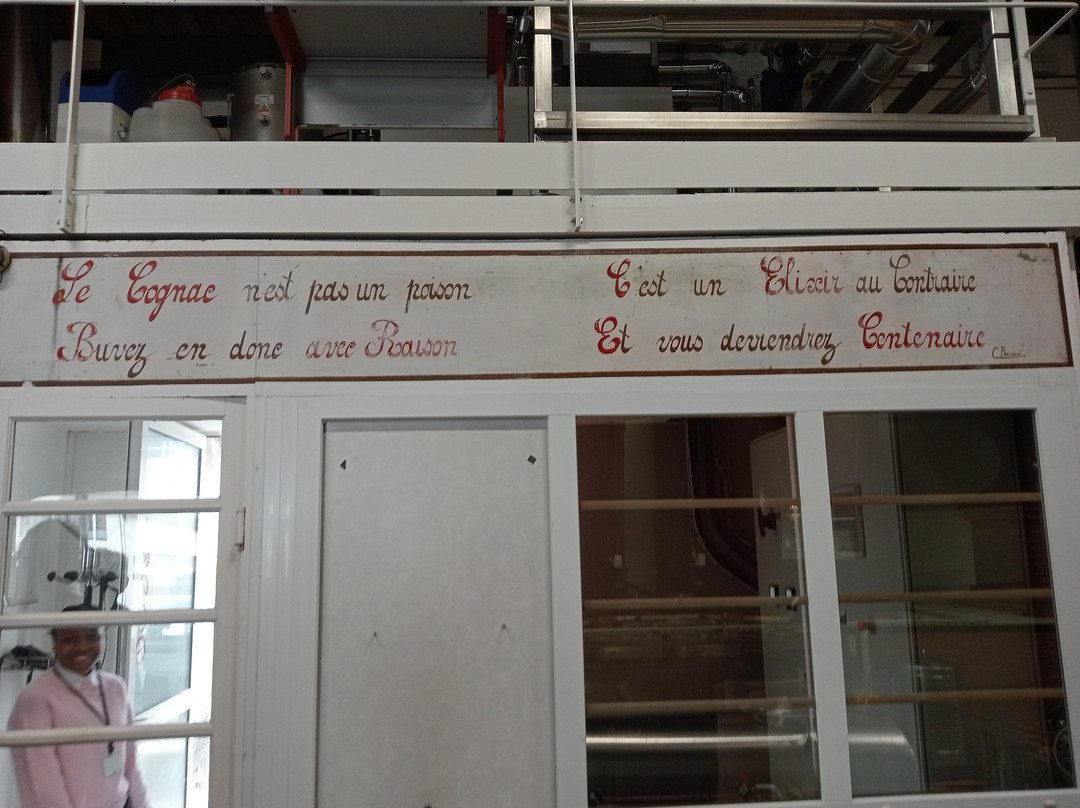 Le Cognac n'est pas un poison
Buvez en donc avec Raison
C'est un Elixir au Contraire
Et vous deviendrez Centenaire